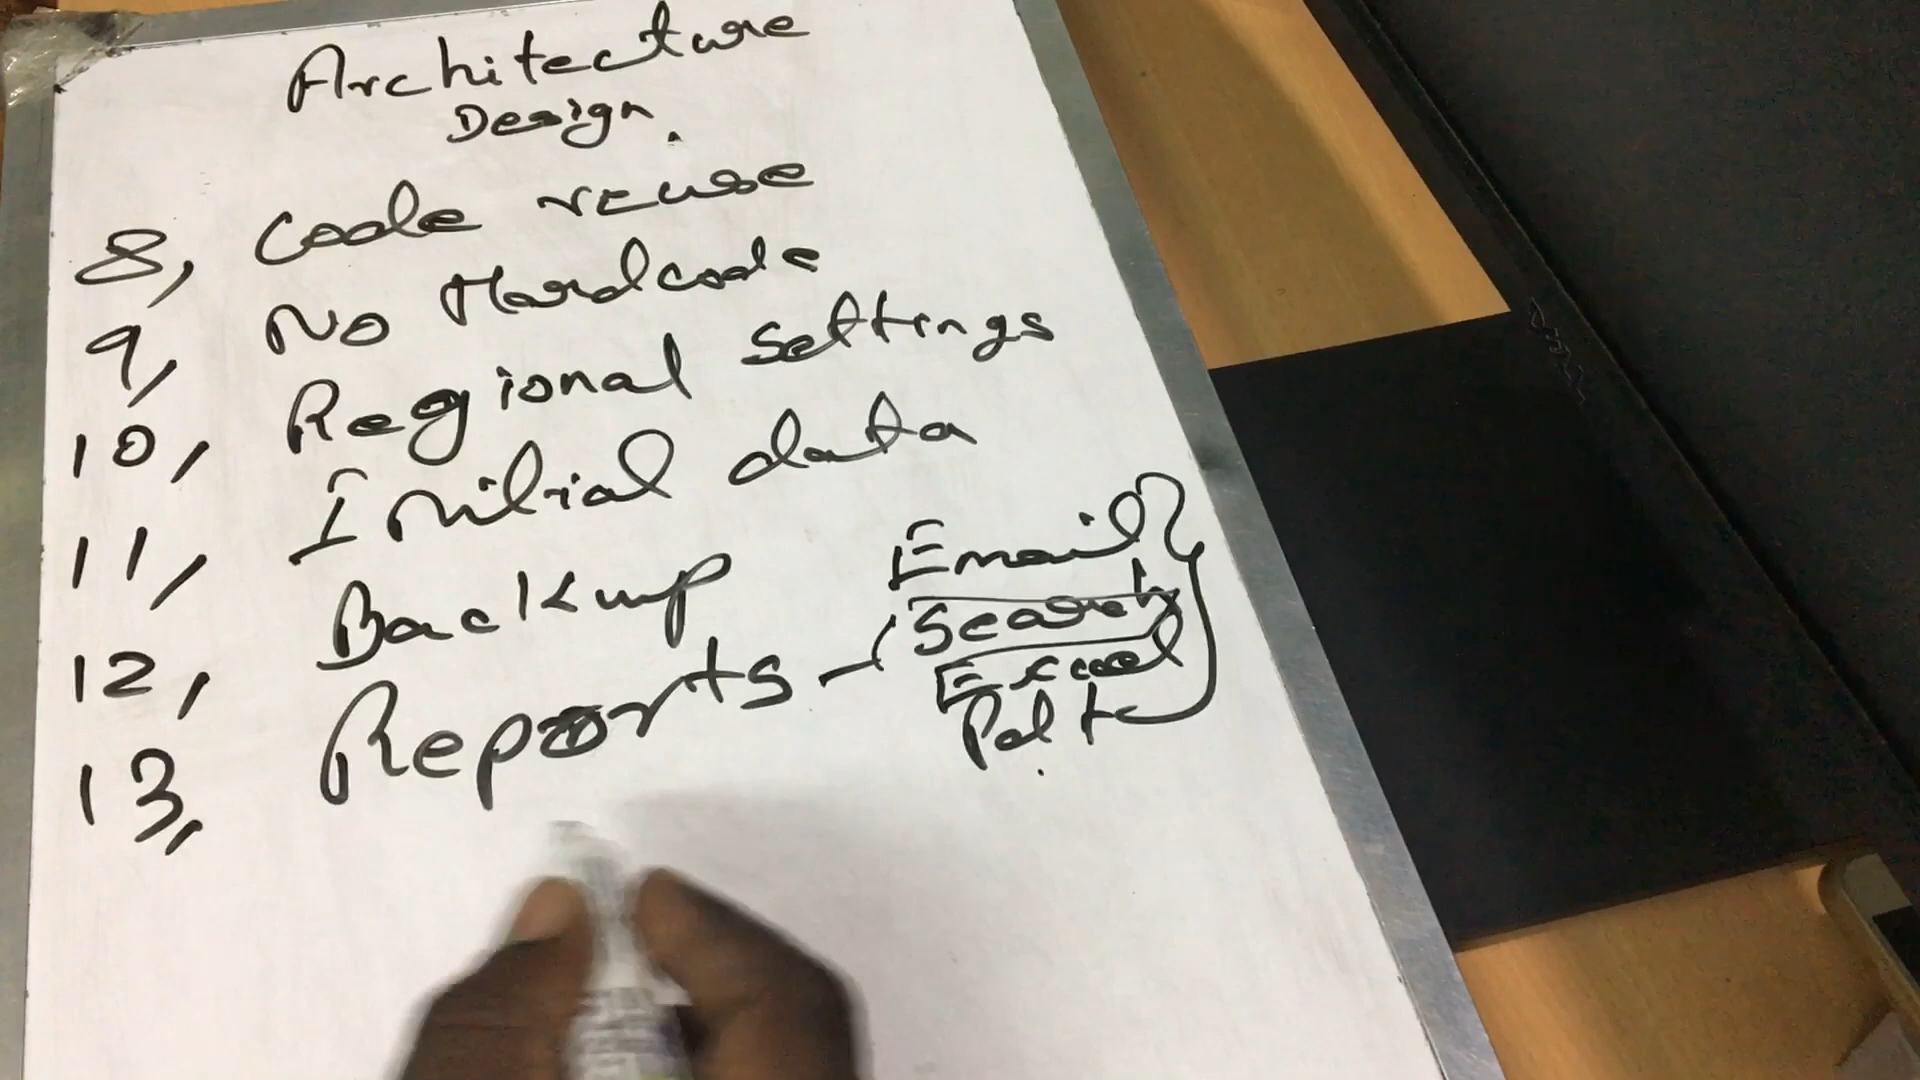 Architecture
Design.
8, Code reuse
9, No Hardcode
10, Regional settings
11, Initial data
12, Backup
13, Reports - ( Email
Search
Excel
Pdf